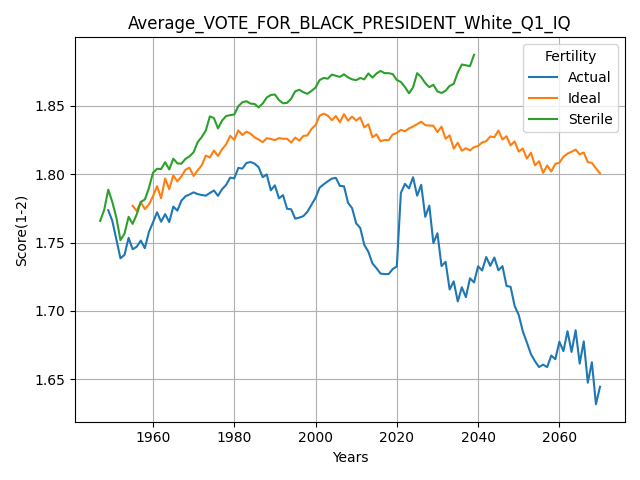 Average_VOTE_FOR_BLACK_PRESIDENT_White_Q1_IQ
Fertility
Actual
Ideal
Sterile
Score(1-2)
1.85
1.80
1.75
1.70
1.65
1960 1980 2000 2020 2040 2060
Years